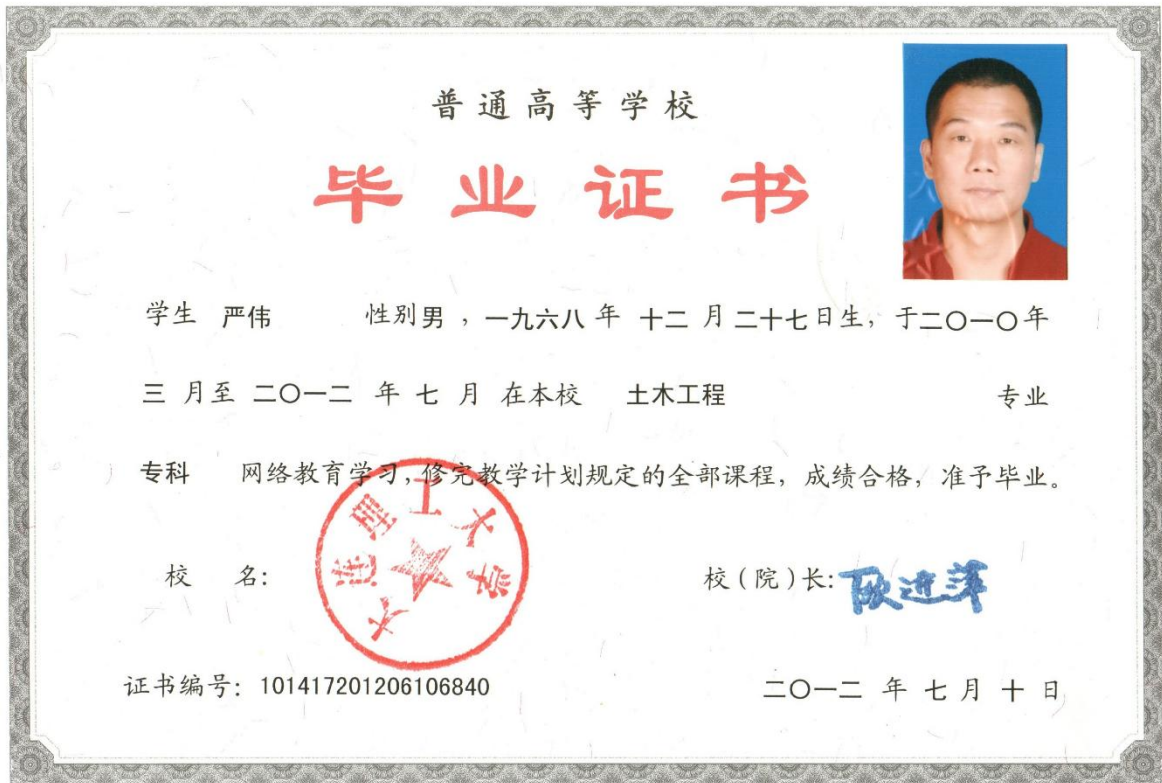 普通高等学校
毕业证书
学生 严伟 性别男，一九六八年 十二月二十七日生，于二〇一〇年
三月至 二〇一二 年 七 月 在本校 土木工程 专业
专科 网络教育学习，修完教学计划规定的全部课程，成绩合格，准予毕业。
校 名：
大连理工大学
校（院）长：欧进萍
证书编号：101417201206106840
二〇一二 年 七 月 十 日